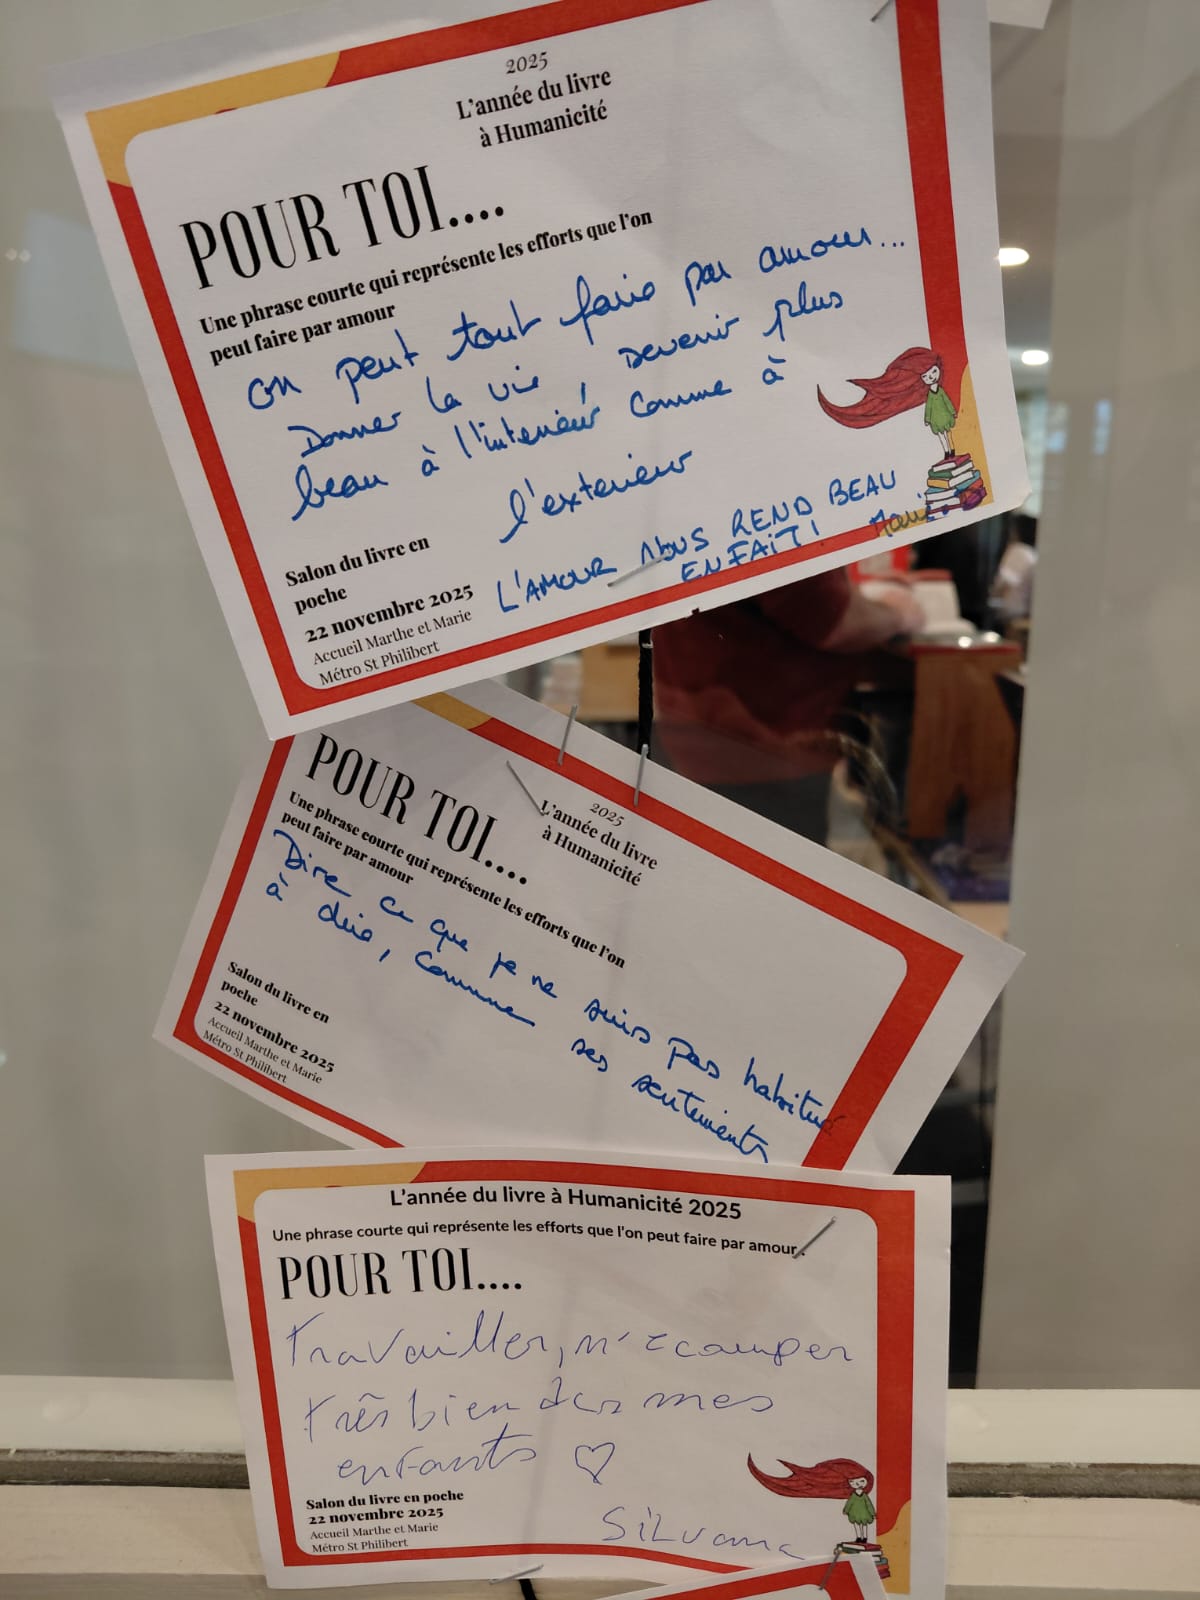 2025
L'année du livre
à Humanicité
POUR TOI....
Une phrase courte qui représente les efforts que l'on
peut faire par amour
on peut tout faire par amour...
Donner la vie, Devenir plus
beau à l'interieur comme à
l'exterieur
L'AMOUR NOUS REND BEAU
EN FAIT!
Salon du livre en
poche
22 novembre 2025
Accueil Marthe et Marie
Métro St Philibert
POUR TOI....
2025
L'année du livre
à Humanicité
Une phrase courte qui représente les efforts que l'on
peut faire par amour
Dire ce que je ne suis pas habitué
à dire, comme ses sentiments
Salon du livre en
poche
22 novembre 2025
Accueil Marthe et Marie
Métro St Philibert
L'année du livre à Humanicité 2025
Une phrase courte qui représente les efforts que l'on peut faire par amour.
POUR TOI....
travailler, m'
très bien des mes
enfants ♡
Silvana
Salon du livre en poche
22 novembre 2025
Accueil Marthe et Marie
Métro St Philibert